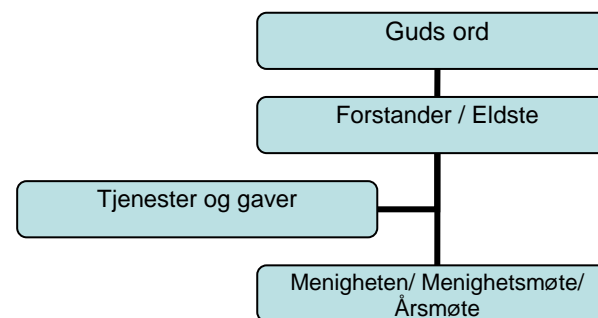 Guds ord
Forstander / Eldste
Tjenester og gaver
Menigheten/ Menighetsmøte/
Årsmøte